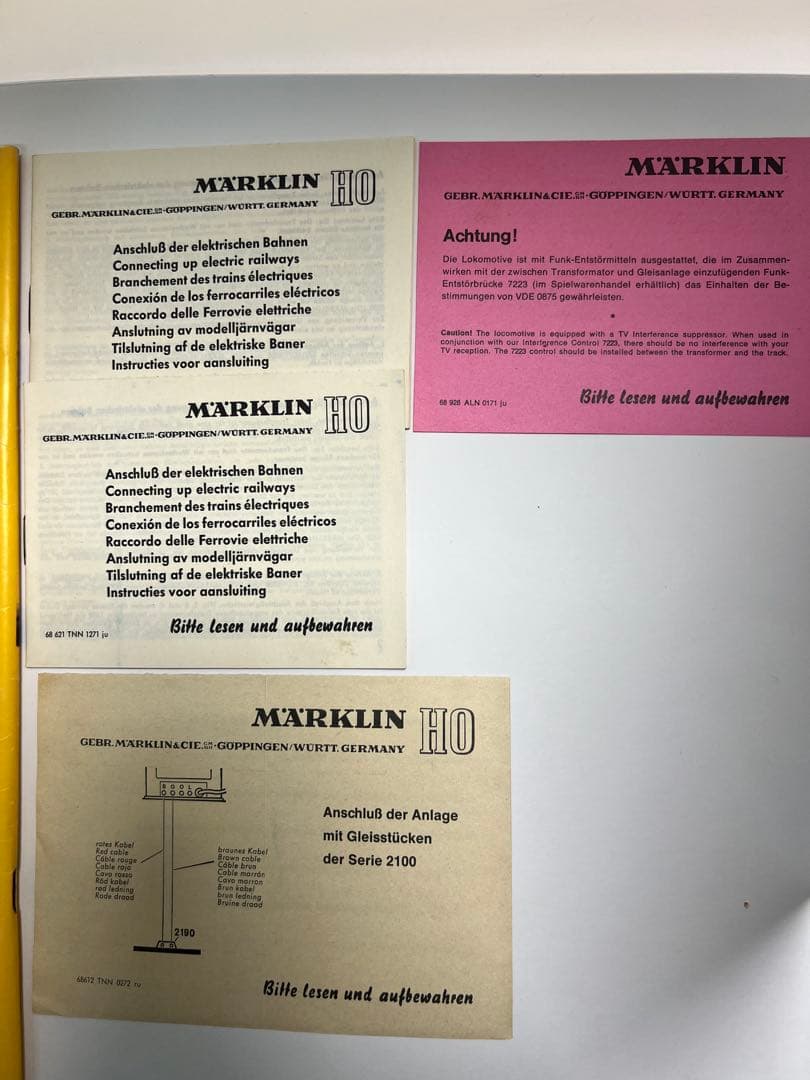 MÄRKLIN HO
GEBR. MÄRKLIN & CIE. GMBH · GÖPPINGEN/WÜRTT. GERMANY
Anschluß der elektrischen Bahnen
Connecting up electric railways
Branchement des trains électriques
Conexión de los ferrocarriles eléctricos
Raccordo delle Ferrovie elettriche
Anslutning av modelljärnvägar
Tilslutning af de elektriske Baner
Instructies voor aansluiting
MÄRKLIN
GEBR. MÄRKLIN & CIE. GMBH · GÖPPINGEN/WÜRTT. GERMANY
Achtung!
Die Lokomotive ist mit Funk-Entstörmitteln ausgestattet, die im Zusammen-
wirken mit der zwischen Transformator und Gleisanlage einzufügenden Funk-
Entstörbrücke 7223 (im Spielwarenhandel erhältlich) das Einhalten der Be-
stimmungen von VDE 0875 gewährleisten.
*
Caution! The locomotive is equipped with a TV Interference suppressor. When used in
conjunction with our Interference Control 7223, there should be no interference with your
TV reception. The 7223 control should be installed between the transformer and the track.
68 926 ALN 0171 ju
Bitte lesen und aufbewahren
MÄRKLIN HO
GEBR. MÄRKLIN & CIE. GMBH · GÖPPINGEN/WÜRTT. GERMANY
Anschluß der elektrischen Bahnen
Connecting up electric railways
Branchement des trains électriques
Conexión de los ferrocarriles eléctricos
Raccordo delle Ferrovie elettriche
Anslutning av modelljärnvägar
Tilslutning af de elektriske Baner
Instructies voor aansluiting
68 621 TNN 1271 ju
Bitte lesen und aufbewahren
MÄRKLIN HO
GEBR. MÄRKLIN & CIE. GMBH · GÖPPINGEN/WÜRTT. GERMANY
B O O L
Anschluß der Anlage
mit Gleisstücken
der Serie 2100
rotes Kabel
Red cable
Câble rouge
Cable rojo
Cavo rosso
Röd kabel
rød ledning
Rode draad
braunes Kabel
Brown cable
Câble brun
Cable marrón
Cavo marron
Brun kabel
brun ledning
Bruine draad
2190
68612 TNN 0272 ru
Bitte lesen und aufbewahren